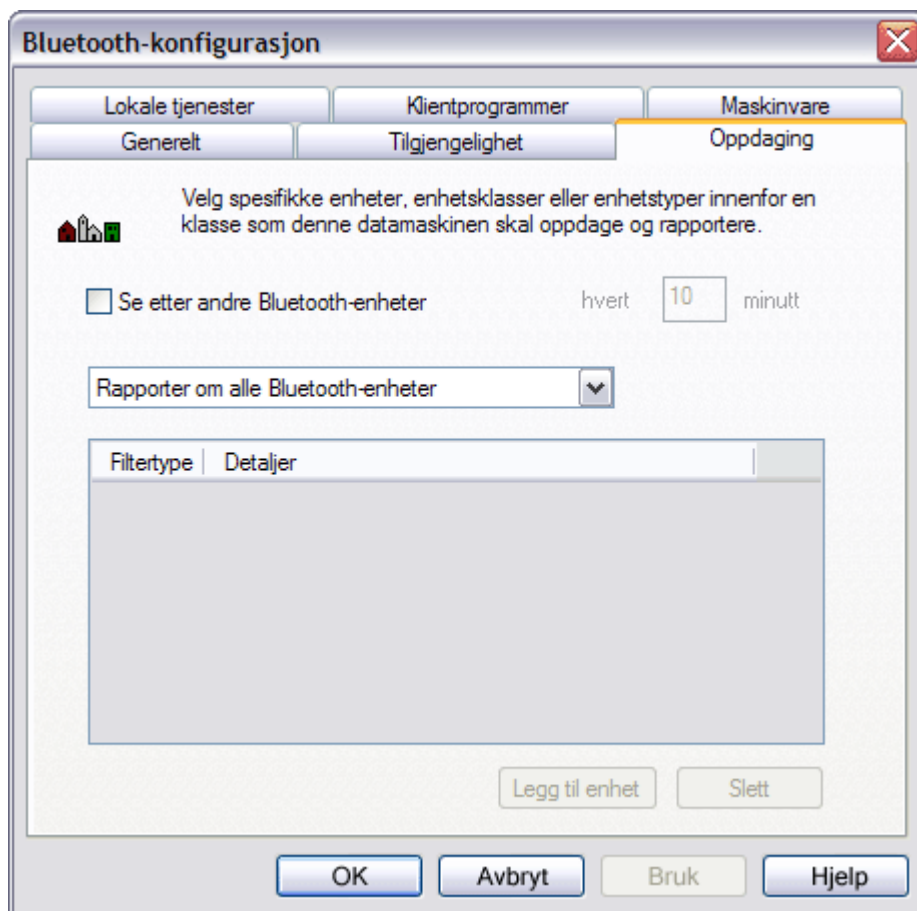 Bluetooth-konfigurasjon
Lokale tjenester Klientprogrammer Maskinvare
Generelt Tilgjengelighet Oppdaging
Velg spesifikke enheter, enhetsklasser eller enhetstyper innenfor en
klasse som denne datamaskinen skal oppdage og rapportere.
Se etter andre Bluetooth-enheter hvert 10 minutt
Rapporter om alle Bluetooth-enheter
Filtertype Detaljer
Legg til enhet Slett
OK Avbryt Bruk Hjelp